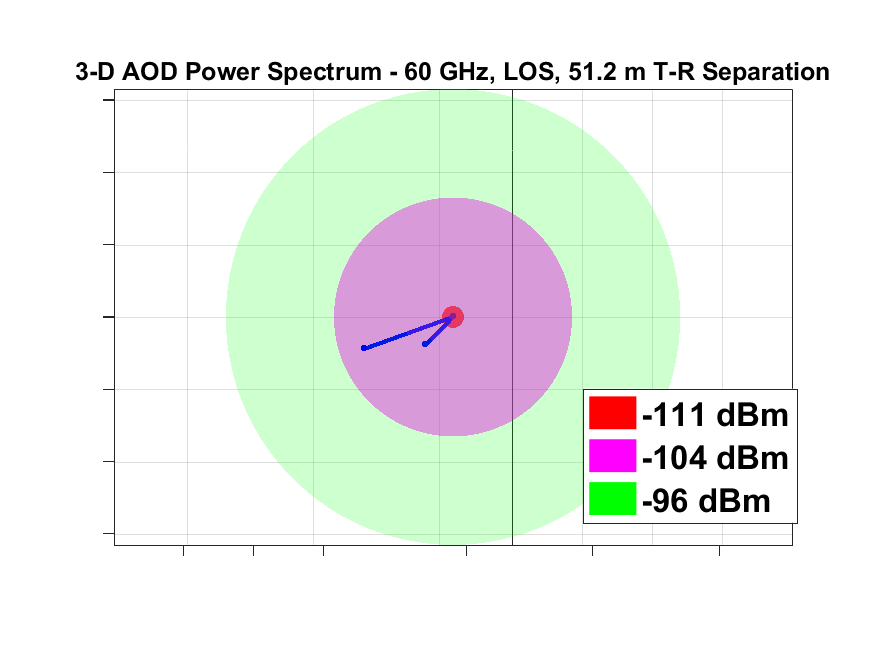 3-D AOD Power Spectrum - 60 GHz, LOS, 51.2 m T-R Separation
-111 dBm
-104 dBm
-96 dBm